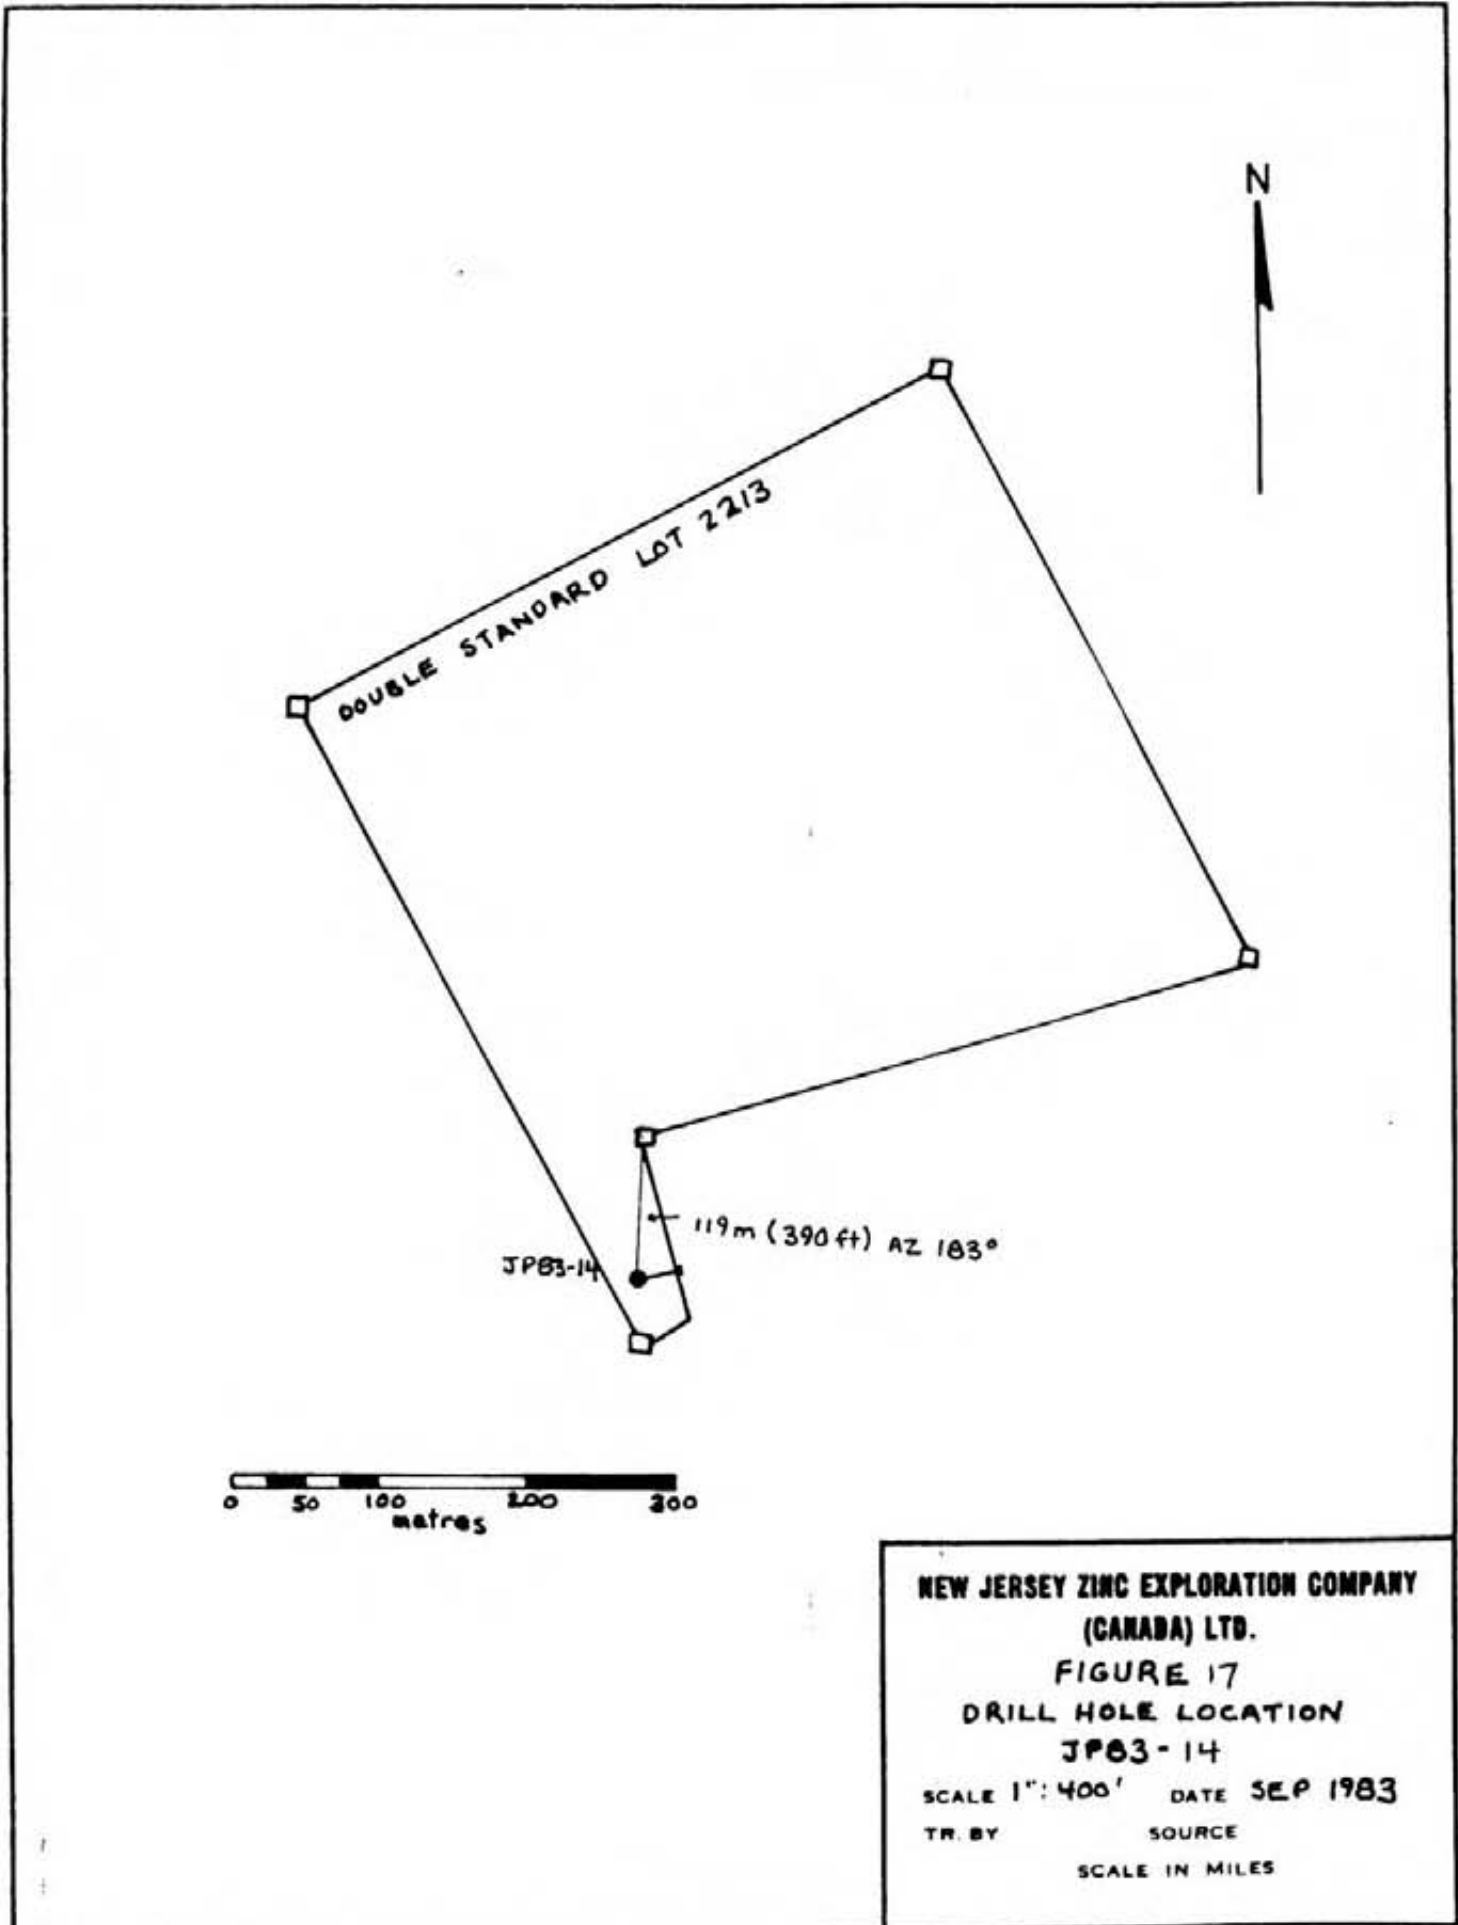 N
DOUBLE STANDARD LOT 2213
119m (390 ft) AZ 183°
JP83-14
0 50 100 200 300
metres
NEW JERSEY ZINC EXPLORATION COMPANY
(CANADA) LTD.
FIGURE 17
DRILL HOLE LOCATION
JP83-14
SCALE 1":400' DATE SEP 1983
TR. BY SOURCE
SCALE IN MILES